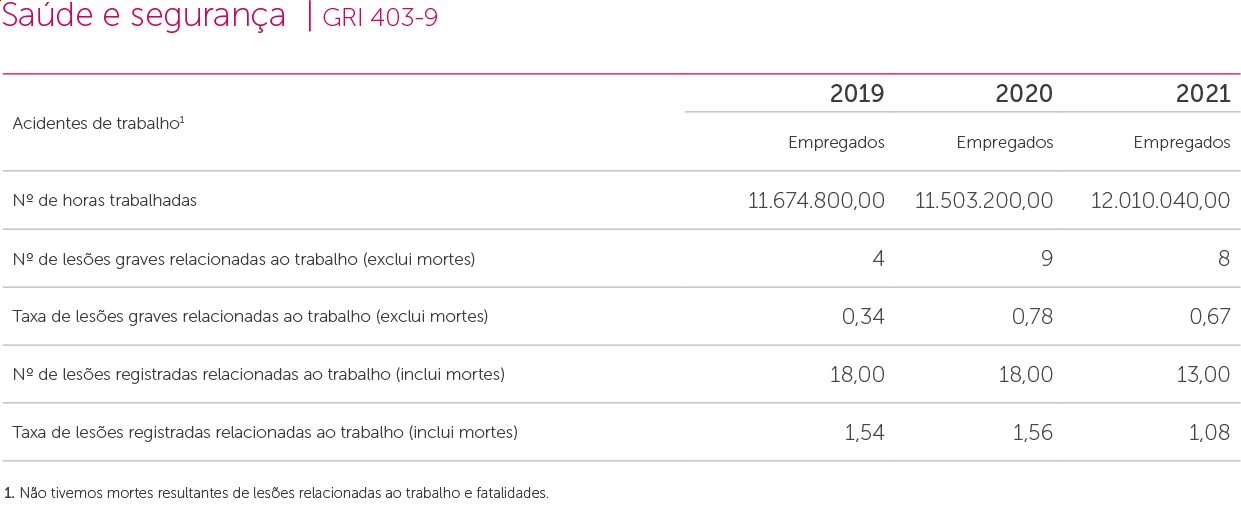 Saúde e segurança | GRI 403-9
2019 2020 2021
Acidentes de trabalho1
Empregados Empregados Empregados
Nº de horas trabalhadas 11.674.800,00 11.503.200,00 12.010.040,00
Nº de lesões graves relacionadas ao trabalho (exclui mortes) 4 9 8
Taxa de lesões graves relacionadas ao trabalho (exclui mortes) 0,34 0,78 0,67
Nº de lesões registradas relacionadas ao trabalho (inclui mortes) 18,00 18,00 13,00
Taxa de lesões registradas relacionadas ao trabalho (inclui mortes) 1,54 1,56 1,08
1. Não tivemos mortes resultantes de lesões relacionadas ao trabalho e fatalidades.